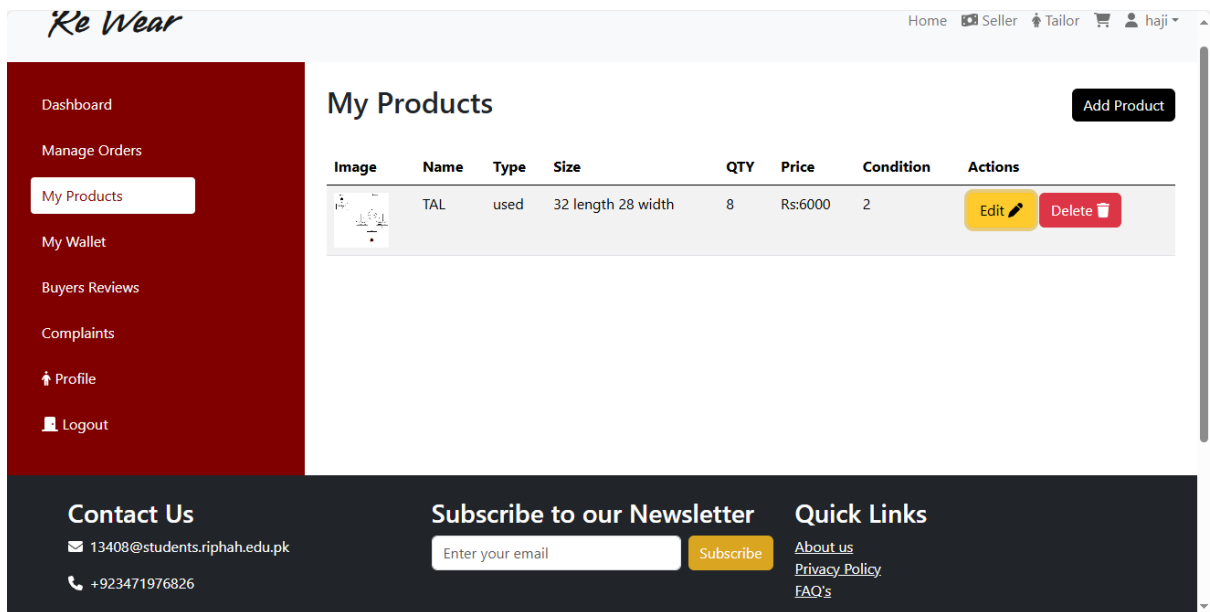 Re Wear
Home Seller Tailor haji
Dashboard
Manage Orders
My Products
My Wallet
Buyers Reviews
Complaints
Profile
Logout
My Products
Add Product
Image Name Type Size QTY Price Condition Actions
TAL used 32 length 28 width 8 Rs:6000 2 Edit Delete
Contact Us
13408@students.riphah.edu.pk
+923471976826
Subscribe to our Newsletter
Enter your email Subscribe
Quick Links
About us
Privacy Policy
FAQ's